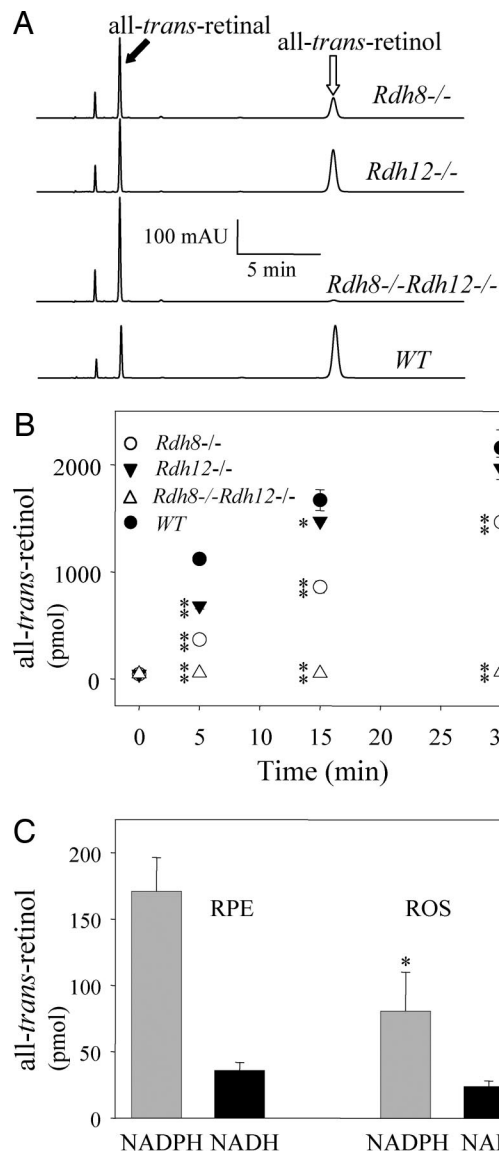 A
all-trans-retinal
all-trans-retinol
Rdh8-/-
Rdh12-/-
100 mAU
5 min
Rdh8-/-Rdh12-/-
WT
B
Rdh8-/-
Rdh12-/-
Rdh8-/-Rdh12-/-
WT
2000
1000
0
all-trans-retinol
(pmol)
* * * * * * * * * * * * * * *
0 5 10 15 20 25 3
Time (min)
C
200
150
100
50
0
all-trans-retinol
(pmol)
RPE ROS
*
NADPH NADH NADPH NA